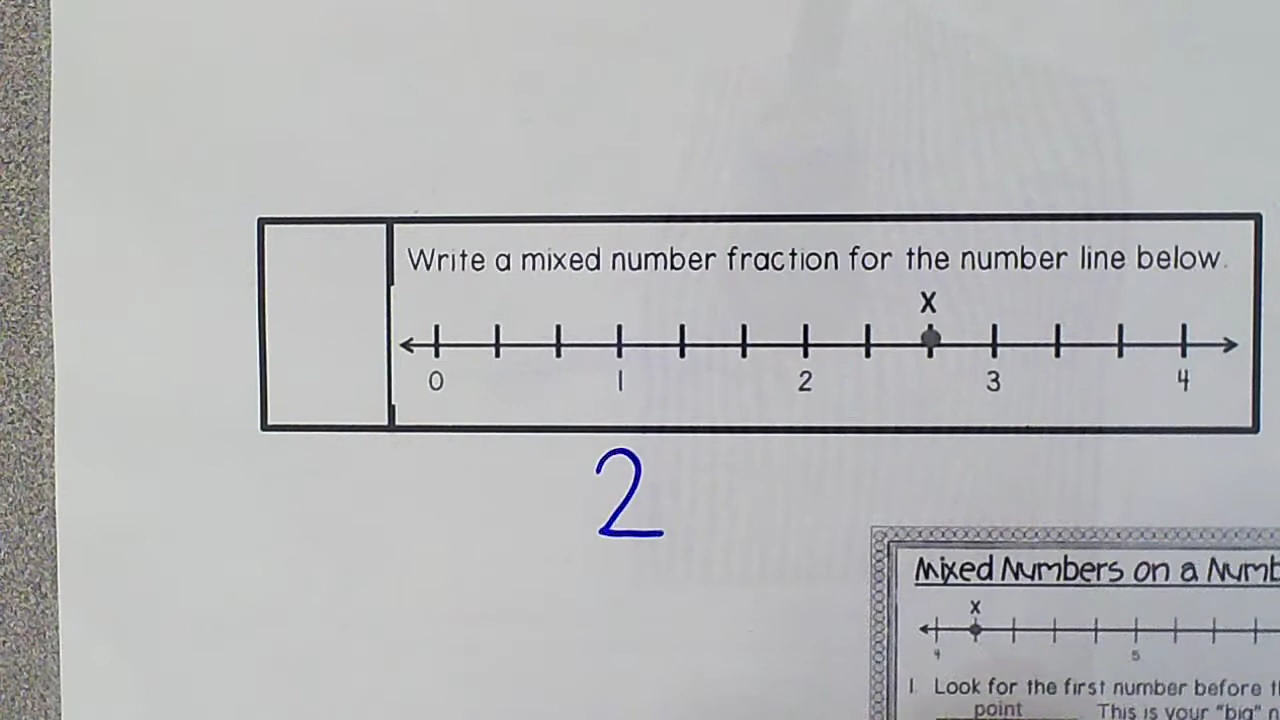 Write a mixed number fraction for the number line below.
X
0 1 2 3 4
2
Mixed Numbers on a
X
4 5
1. Look for the first number before
point. This is your "big"